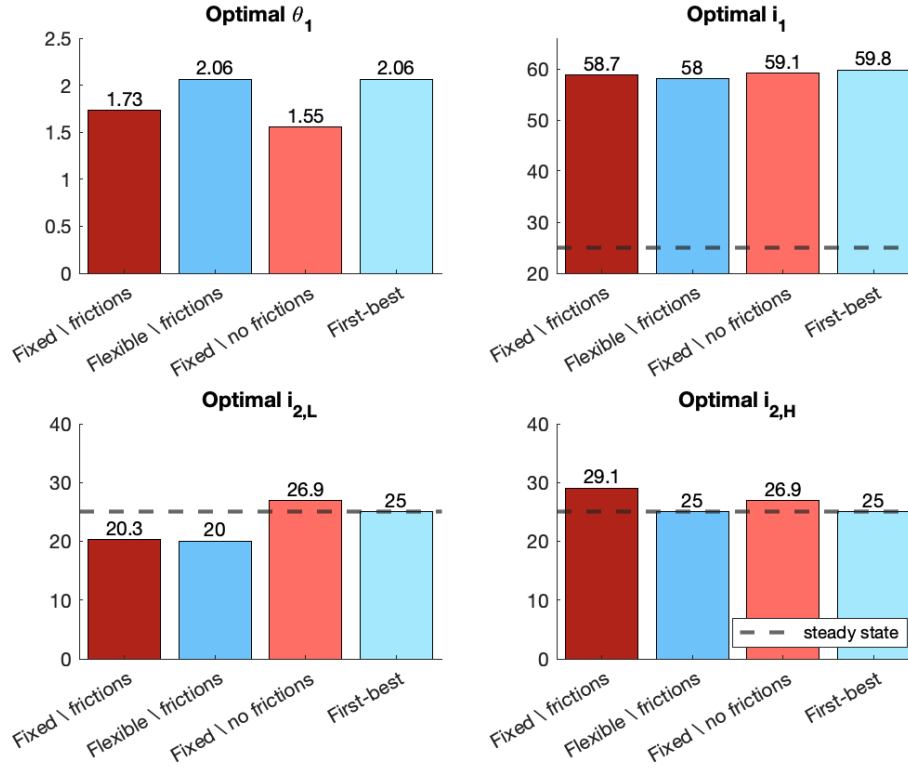 Optimal θ1
2.5
2
1.5
1
0.5
0
1.73
2.06
1.55
2.06
Fixed \ frictions
Flexible \ frictions
Fixed \ no frictions
First-best
Optimal i1
60
50
40
30
20
58.7
58
59.1
59.8
Fixed \ frictions
Flexible \ frictions
Fixed \ no frictions
First-best
Optimal i2,L
40
30
20
10
0
20.3
20
26.9
25
Fixed \ frictions
Flexible \ frictions
Fixed \ no frictions
First-best
Optimal i2,H
40
30
20
10
0
29.1
25
26.9
25
steady state
Fixed \ frictions
Flexible \ frictions
Fixed \ no frictions
First-best